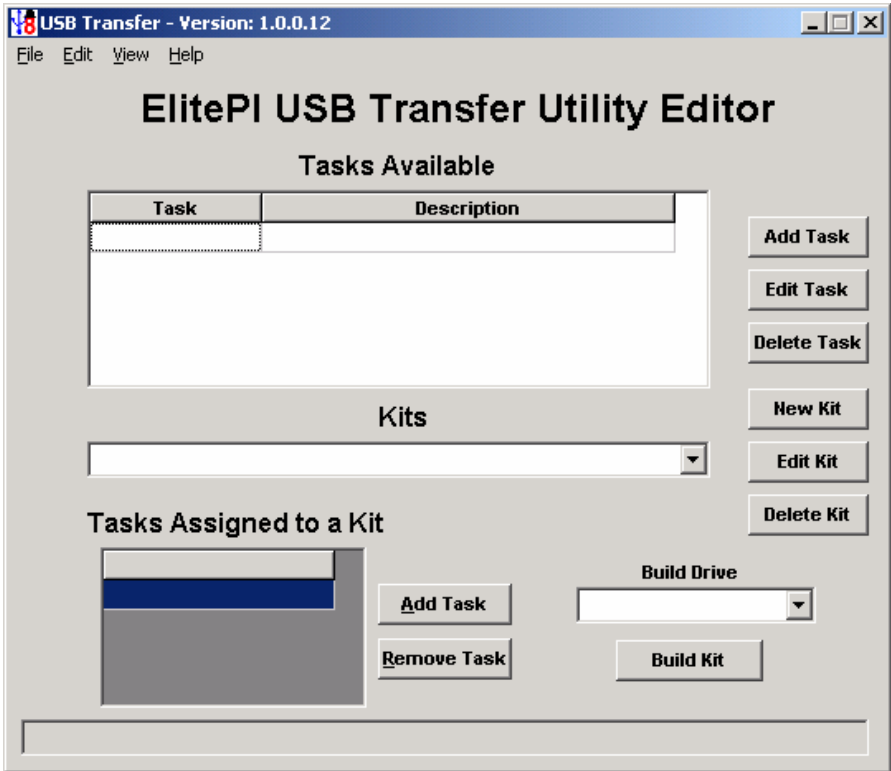 USB Transfer - Version: 1.0.0.12
File Edit View Help
ElitePI USB Transfer Utility Editor
Tasks Available
Task Description
Add Task
Edit Task
Delete Task
Kits
New Kit
Edit Kit
Delete Kit
Tasks Assigned to a Kit
Add Task
Remove Task
Build Drive
Build Kit